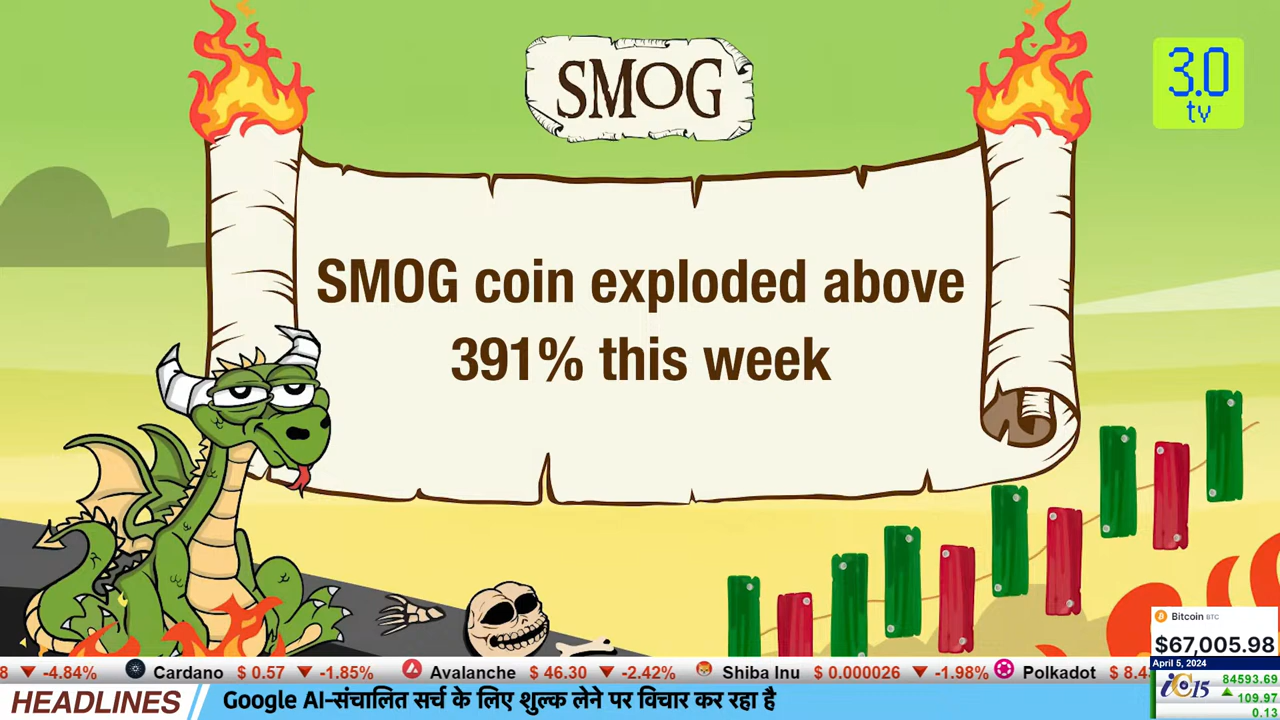 SMOG
3.0
tv
SMOG coin exploded above
391% this week
Bitcoin BTC
$67,005.98
8 ▼ -4.84% Cardano $ 0.57 ▼ -1.85% Avalanche $ 46.30 ▼ -2.42% Shiba Inu $ 0.000026 ▼ -1.98% Polkadot $ 8.4
April 5, 2024
HEADLINES
Google AI-संचालित सर्च के लिए शुल्क लेने पर विचार कर रहा है
iC15
84593.69
▲ 109.97
0.13